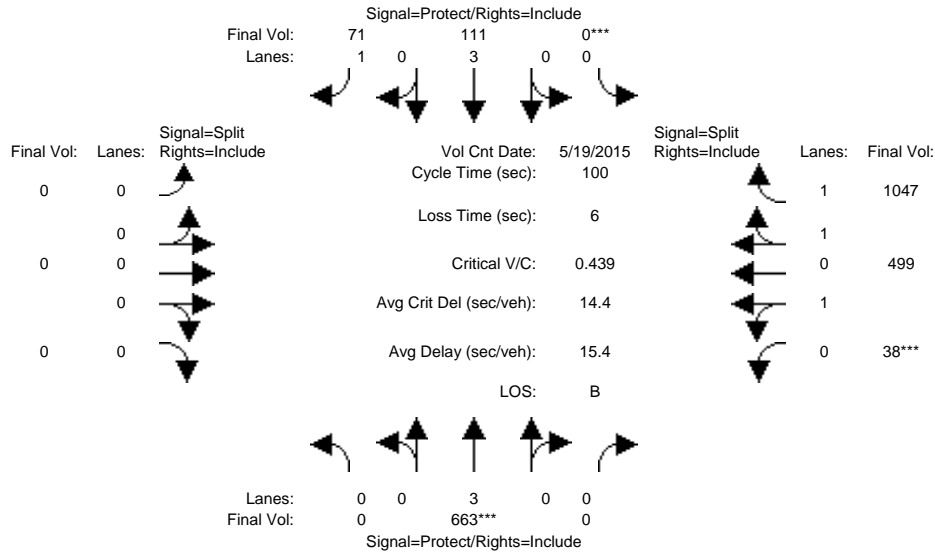 Signal=Protect/Rights=Include
Final Vol: 71 111 0***
Lanes: 1 0 3 0 0
Signal=Split
Final Vol: Lanes: Rights=Include
Vol Cnt Date: 5/19/2015
Signal=Split
Rights=Include Lanes: Final Vol:
Cycle Time (sec): 100
0 0 1 1047
Loss Time (sec): 6
0 1
0 0 Critical V/C: 0.439 0 499
0 Avg Crit Del (sec/veh): 14.4 1
0 0 Avg Delay (sec/veh): 15.4 0 38***
LOS: B
Lanes: 0 0 3 0 0
Final Vol: 0 663*** 0
Signal=Protect/Rights=Include